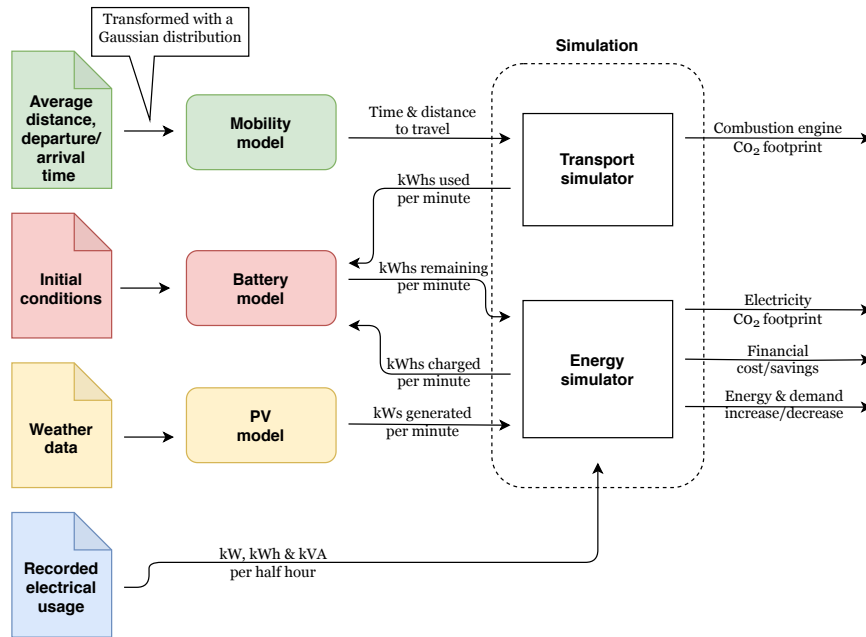 Transformed with a
Gaussian distribution
Simulation
Average
distance,
departure/
arrival
time
Mobility
model
Time & distance
to travel
Transport
simulator
Combustion engine
Co₂ footprint
kWhs used
per minute
Initial
conditions
Battery
model
kWhs remaining
per minute
Electricity
Co₂ footprint
Energy
simulator
Financial
cost/savings
kWhs charged
per minute
Energy & demand
increase/decrease
Weather
data
PV
model
kWs generated
per minute
Recorded
electrical
usage
kW, kWh & kVA
per half hour